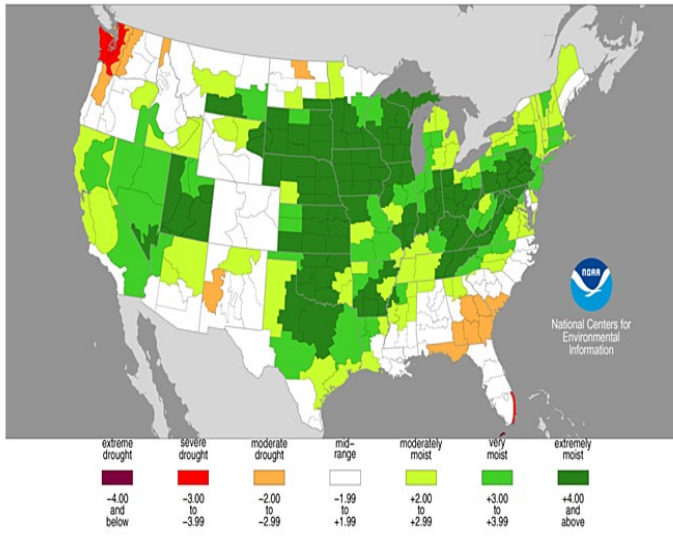 NOAA
National Centers for
Environmental
Information
extreme
drought
severe
drought
moderate
drought
mid-
range
moderately
moist
very
moist
extremely
moist
−4.00
and
below
−3.00
to
−3.99
−2.00
to
−2.99
−1.99
to
+1.99
+2.00
to
+2.99
+3.00
to
+3.99
+4.00
and
above